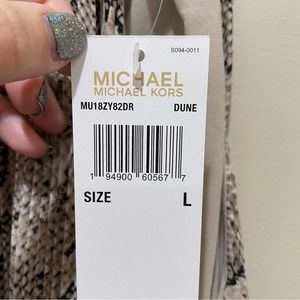 S094-0011
MICHAEL
MICHAEL KORS
MU18ZY82DR DUNE
1 94900 60567 7
SIZE L